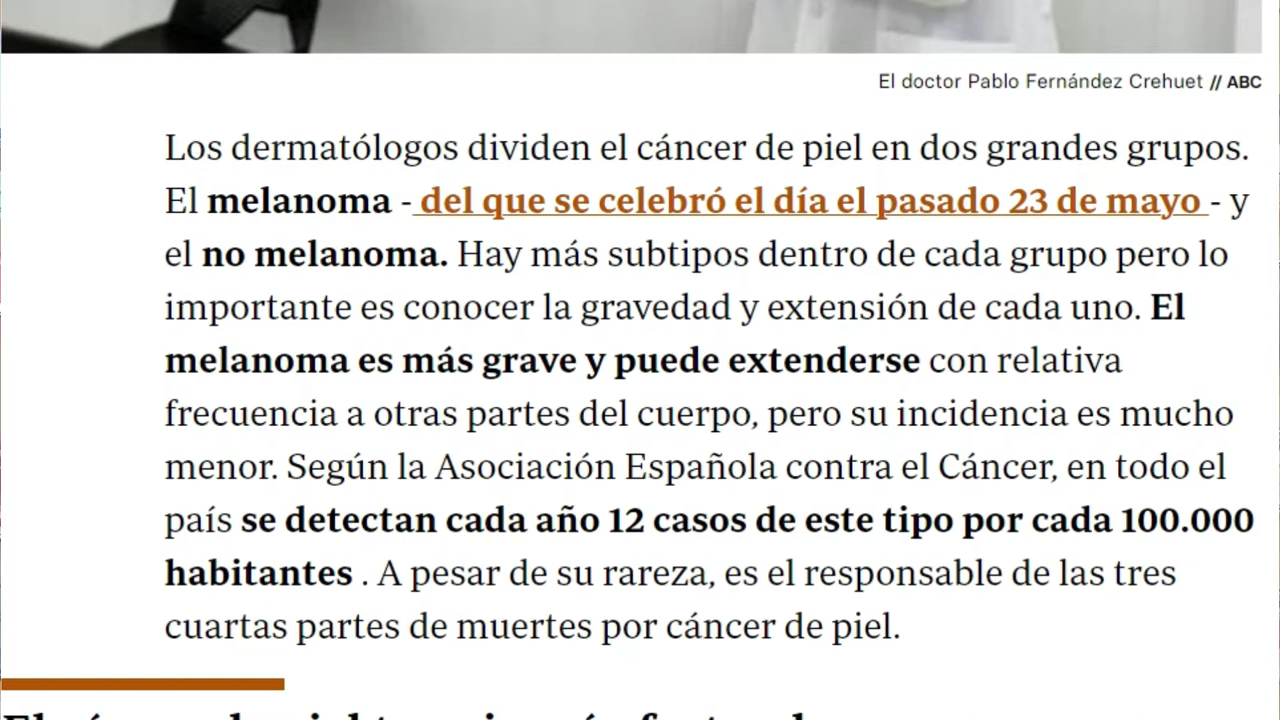 El doctor Pablo Fernández Crehuet // ABC
Los dermatólogos dividen el cáncer de piel en dos grandes grupos.
El melanoma - del que se celebró el día el pasado 23 de mayo - y
el no melanoma. Hay más subtipos dentro de cada grupo pero lo
importante es conocer la gravedad y extensión de cada uno. El
melanoma es más grave y puede extenderse con relativa
frecuencia a otras partes del cuerpo, pero su incidencia es mucho
menor. Según la Asociación Española contra el Cáncer, en todo el
país se detectan cada año 12 casos de este tipo por cada 100.000
habitantes . A pesar de su rareza, es el responsable de las tres
cuartas partes de muertes por cáncer de piel.